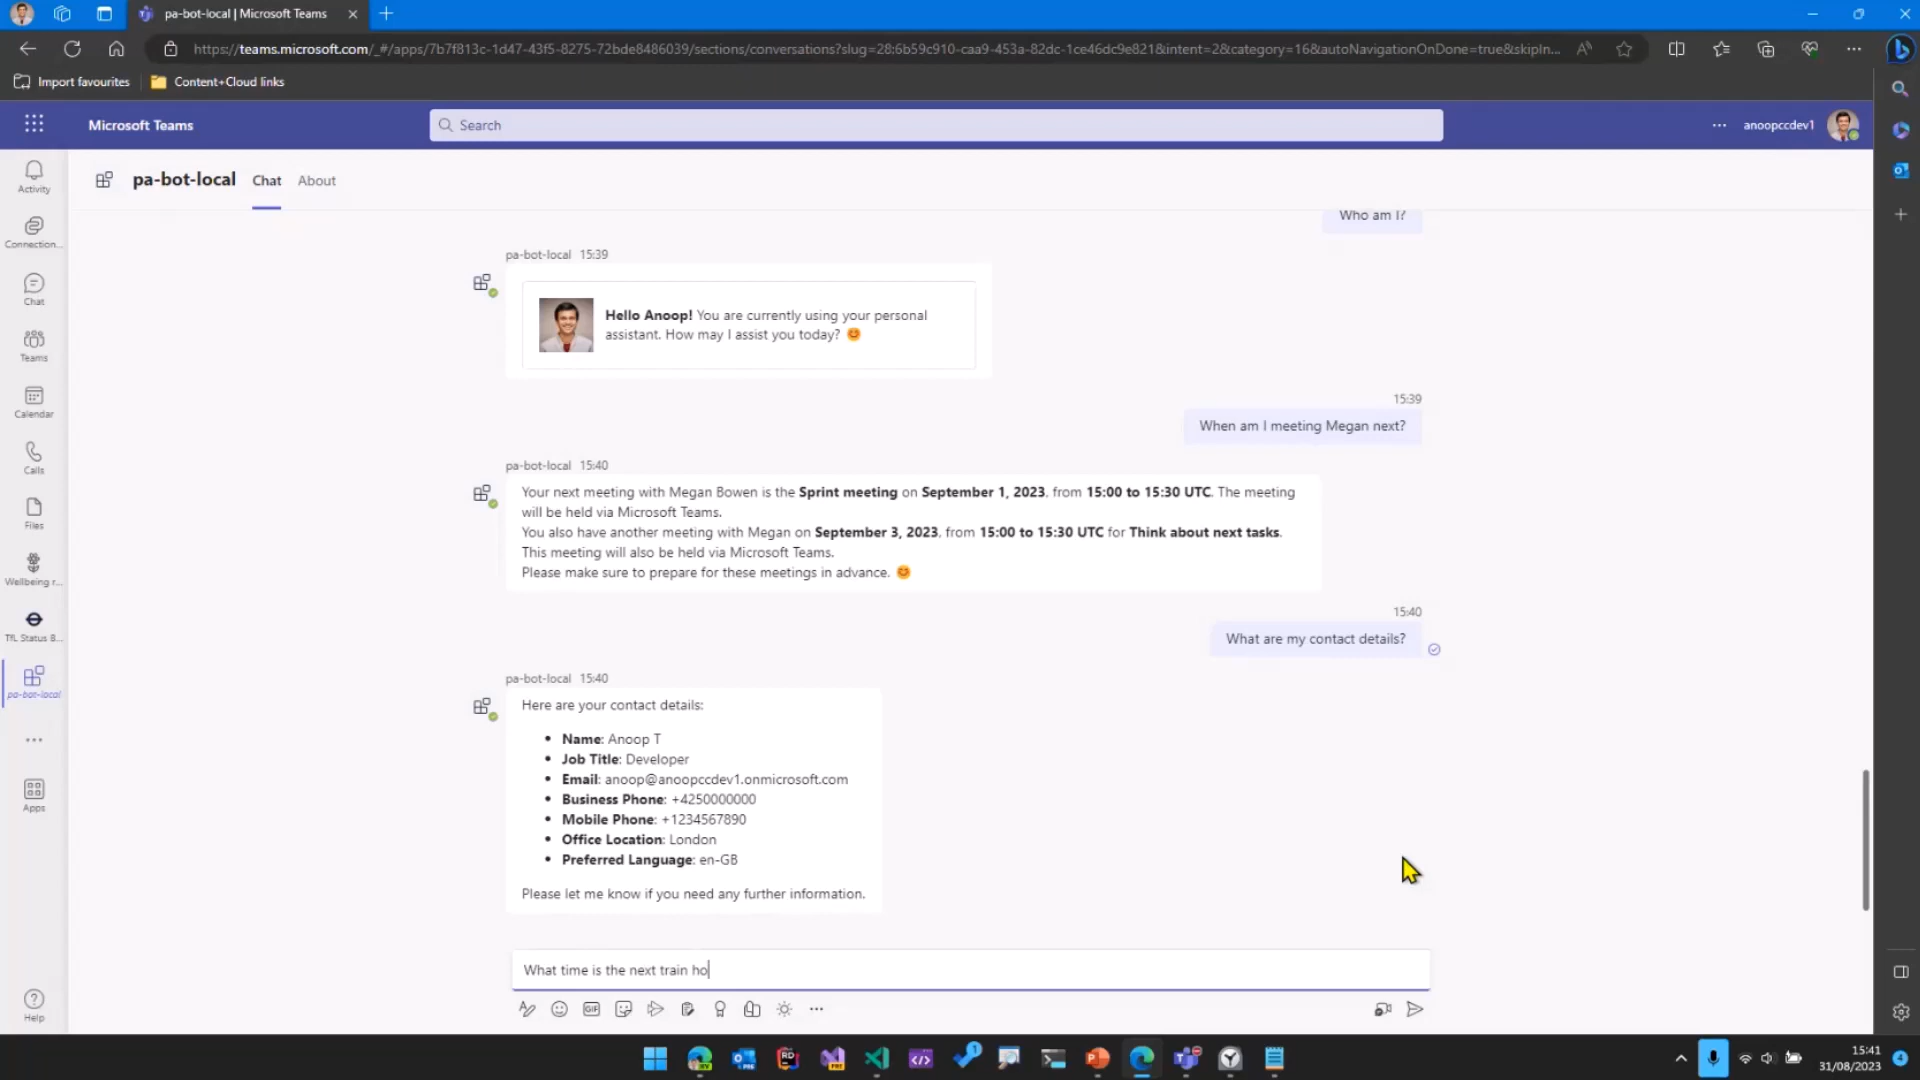 pa-bot-local | Microsoft Teams
https://teams.microsoft.com/_#/apps/7b7f813c-1d47-43f5-8275-72bde8486039/sections/conversations?slug=28:6b59c910-caa9-453a-82dc-1ce46dc9e821&intent=2&category=16&autoNavigationOnDone=true&skipIn...
Import favourites
Content+Cloud links
Microsoft Teams
Search
anoopccdev1
Activity
Connection...
Chat
Teams
Calendar
Calls
Files
Wellbeing r...
TfL Status B...
pa-bot-local
Apps
Help
pa-bot-local
Chat
About
Who am I?
pa-bot-local 15:39
Hello Anoop! You are currently using your personal
assistant. How may I assist you today?
15:39
When am I meeting Megan next?
pa-bot-local 15:40
Your next meeting with Megan Bowen is the Sprint meeting on September 1, 2023, from 15:00 to 15:30 UTC. The meeting
will be held via Microsoft Teams.
You also have another meeting with Megan on September 3, 2023, from 15:00 to 15:30 UTC for Think about next tasks.
This meeting will also be held via Microsoft Teams.
Please make sure to prepare for these meetings in advance.
15:40
What are my contact details?
pa-bot-local 15:40
Here are your contact details:
Name: Anoop T
Job Title: Developer
Email: anoop@anoopccdev1.onmicrosoft.com
Business Phone: +4250000000
Mobile Phone: +1234567890
Office Location: London
Preferred Language: en-GB
Please let me know if you need any further information.
What time is the next train ho
GIF
15:41
31/08/2023
4